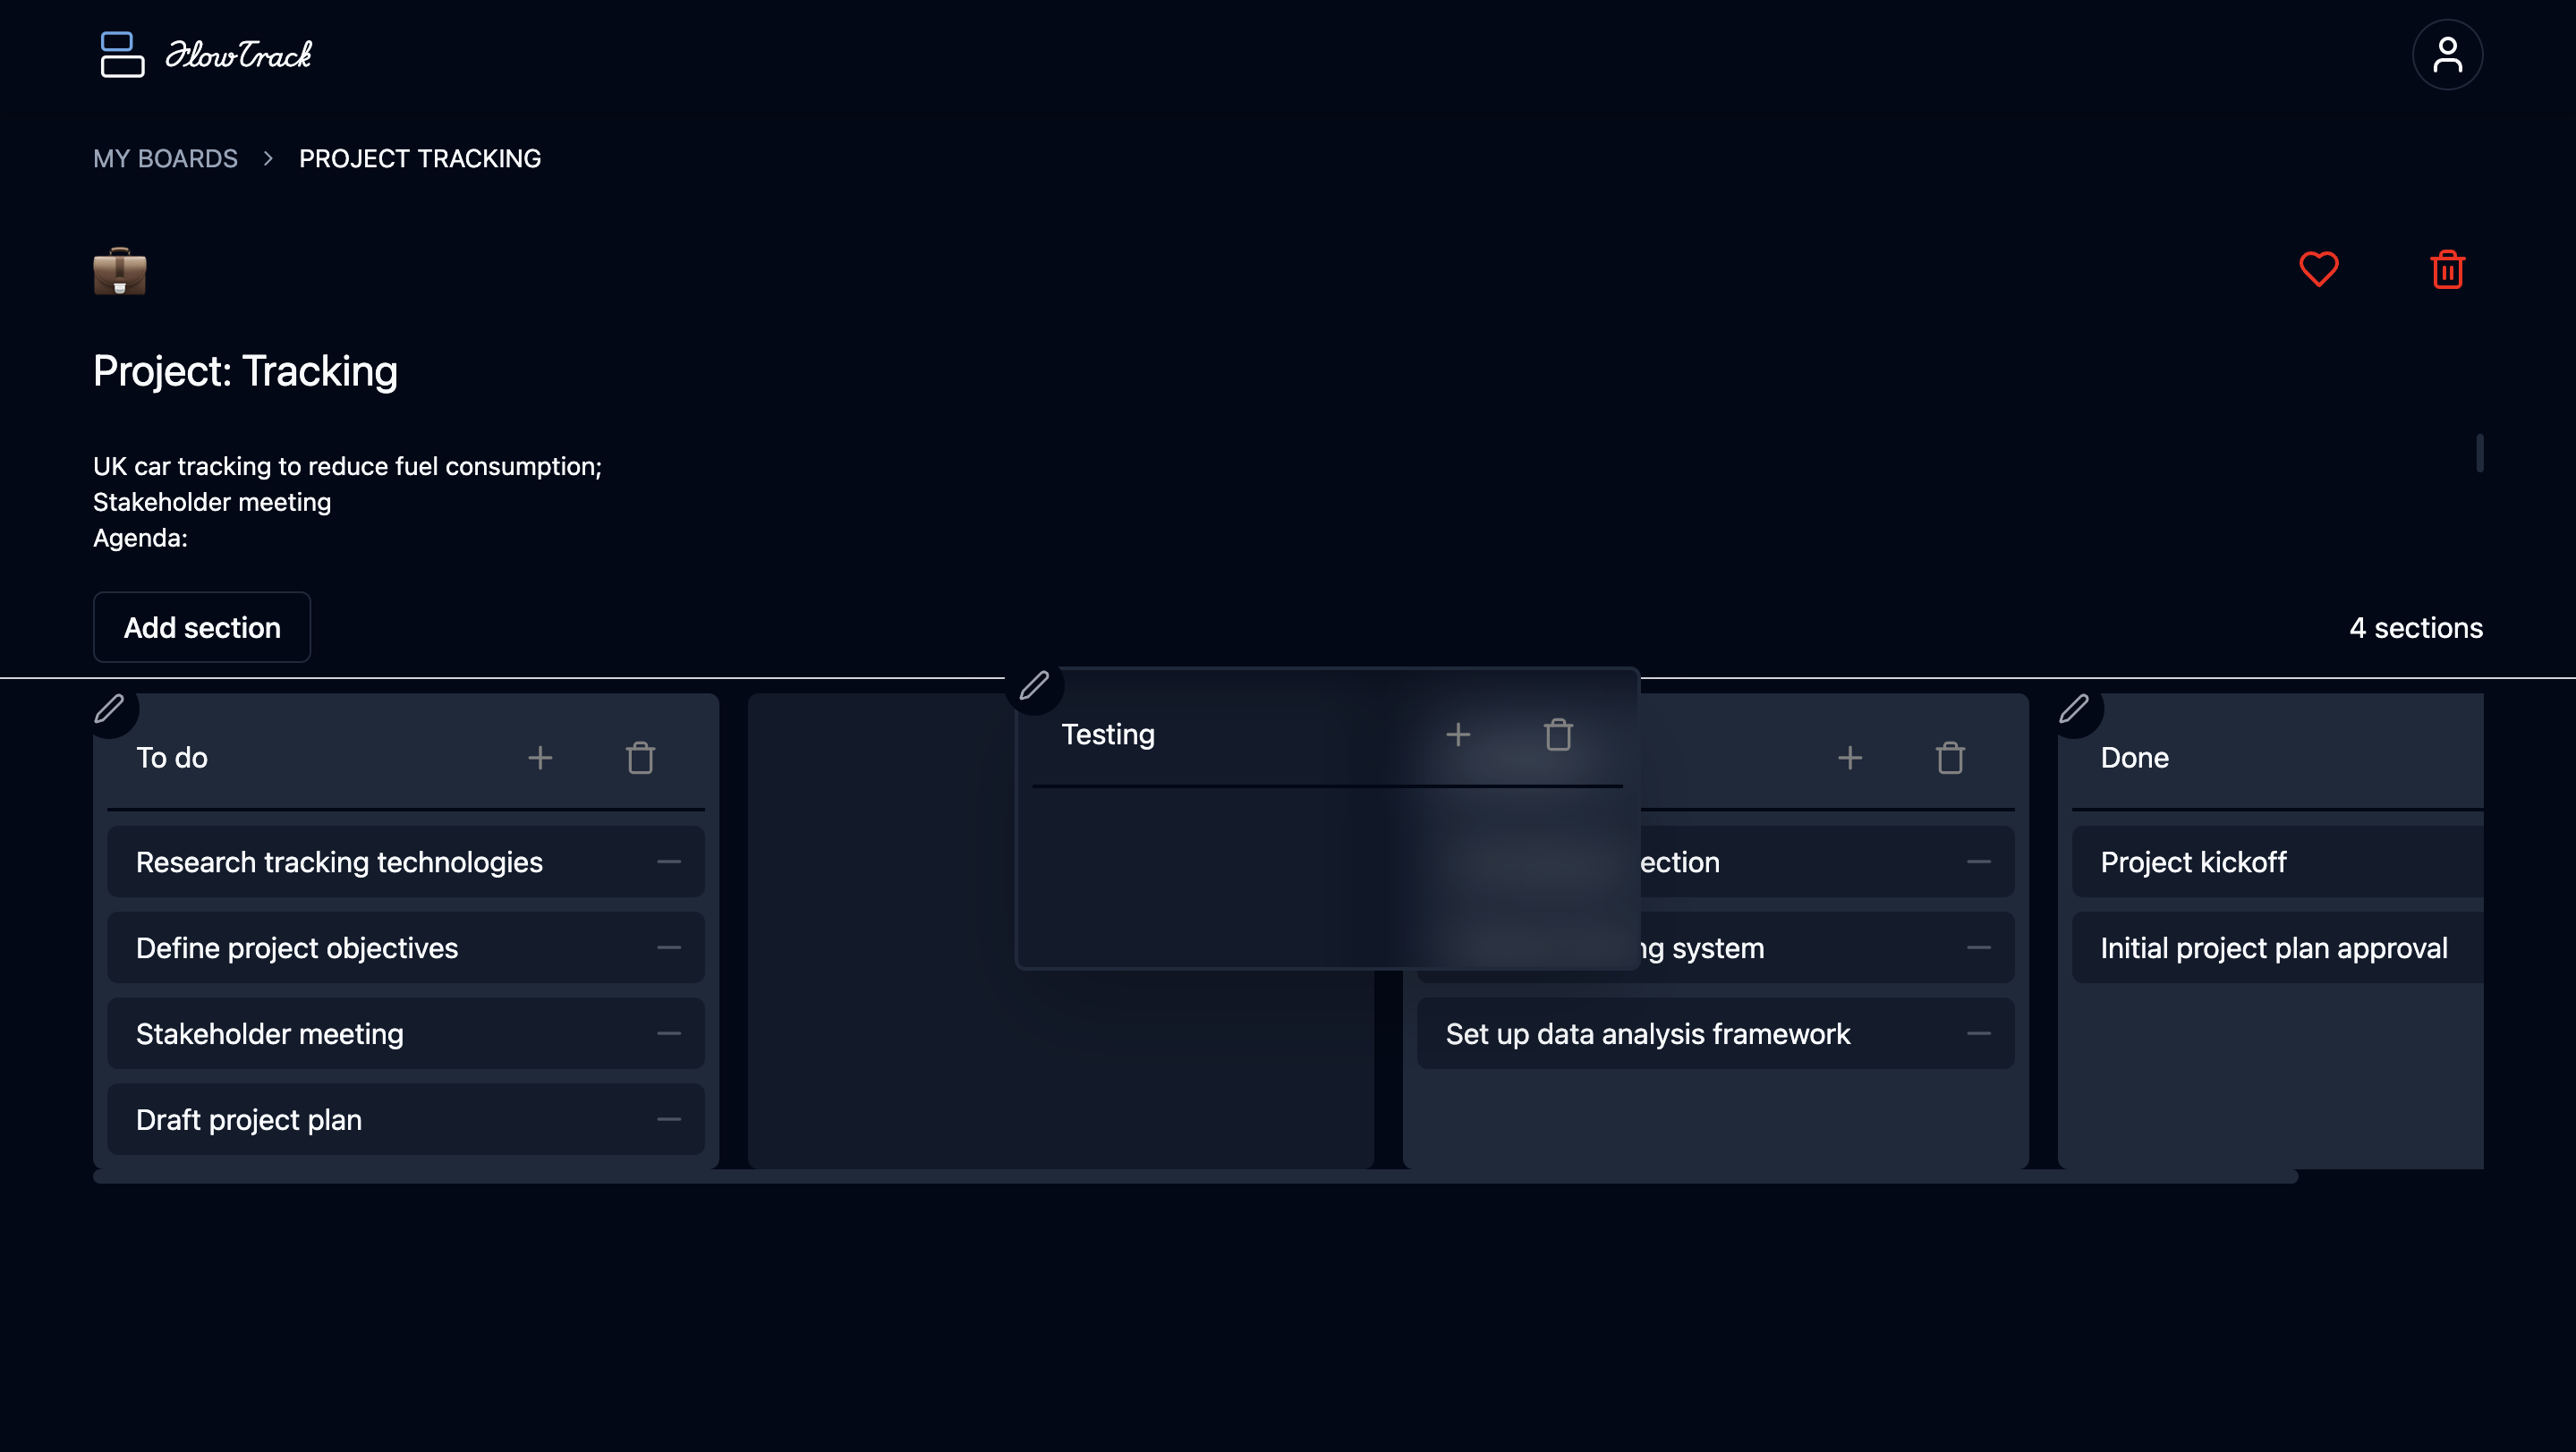 FlowTrack
MY BOARDS > PROJECT TRACKING
Project: Tracking
UK car tracking to reduce fuel consumption;
Stakeholder meeting
Agenda:
Add section
4 sections
To do
Research tracking technologies
Define project objectives
Stakeholder meeting
Draft project plan
Testing
system
Set up data analysis framework
Done
Project kickoff
Initial project plan approval